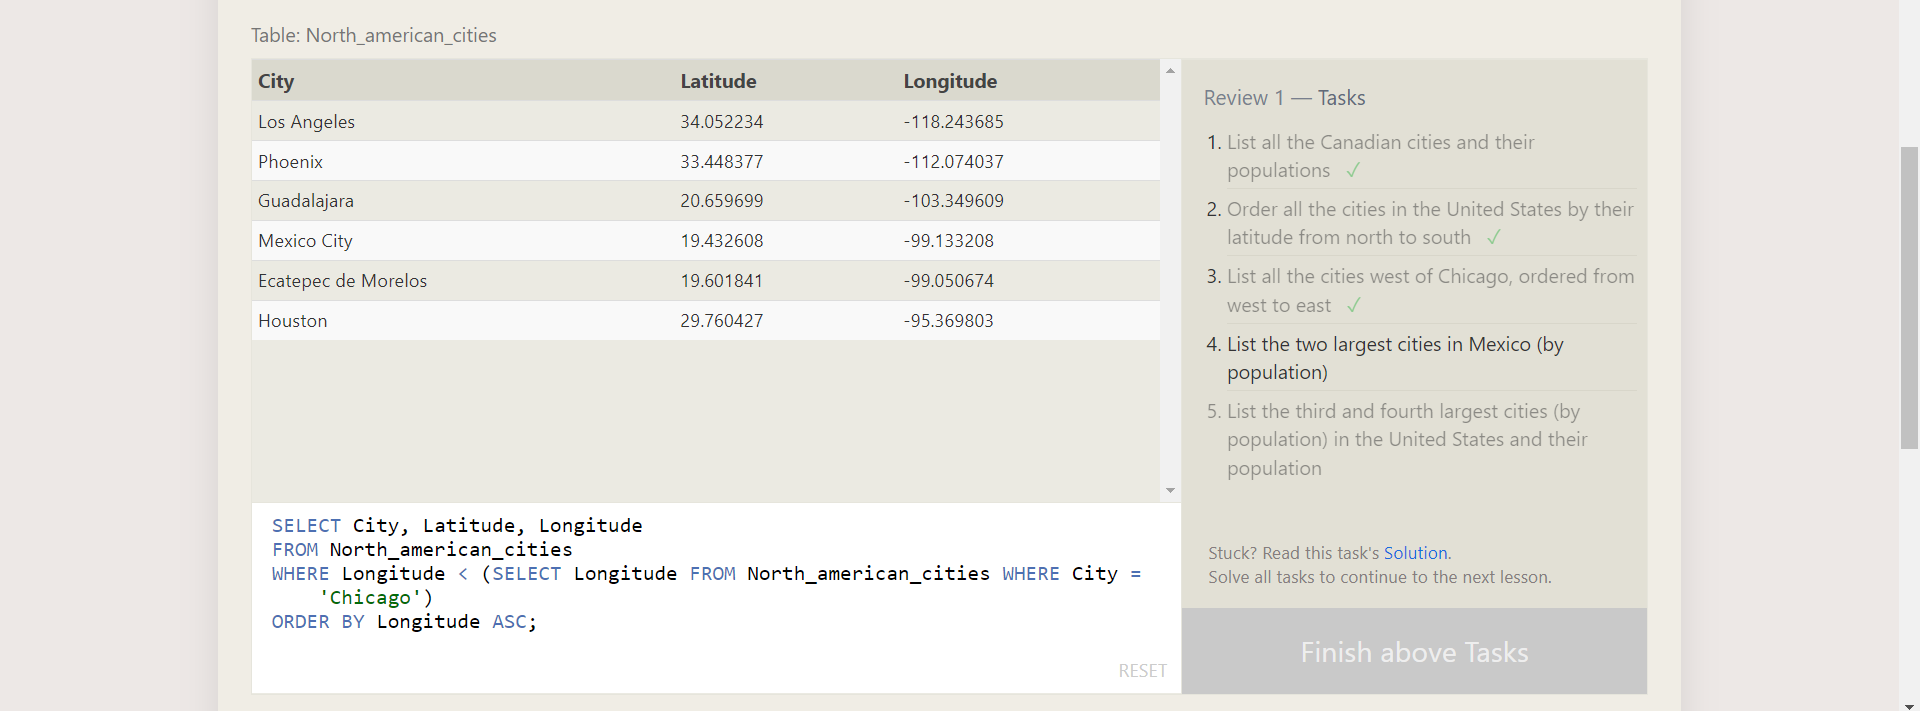 Table: North_american_cities
City Latitude Longitude
Los Angeles 34.052234 -118.243685
Phoenix 33.448377 -112.074037
Guadalajara 20.659699 -103.349609
Mexico City 19.432608 -99.133208
Ecatepec de Morelos 19.601841 -99.050674
Houston 29.760427 -95.369803
SELECT City, Latitude, Longitude
FROM North_american_cities
WHERE Longitude < (SELECT Longitude FROM North_american_cities WHERE City =
'Chicago')
ORDER BY Longitude ASC;
RESET
Review 1 — Tasks
1. List all the Canadian cities and their
populations ✓
2. Order all the cities in the United States by their
latitude from north to south ✓
3. List all the cities west of Chicago, ordered from
west to east ✓
4. List the two largest cities in Mexico (by
population)
5. List the third and fourth largest cities (by
population) in the United States and their
population
Stuck? Read this task's Solution.
Solve all tasks to continue to the next lesson.
Finish above Tasks